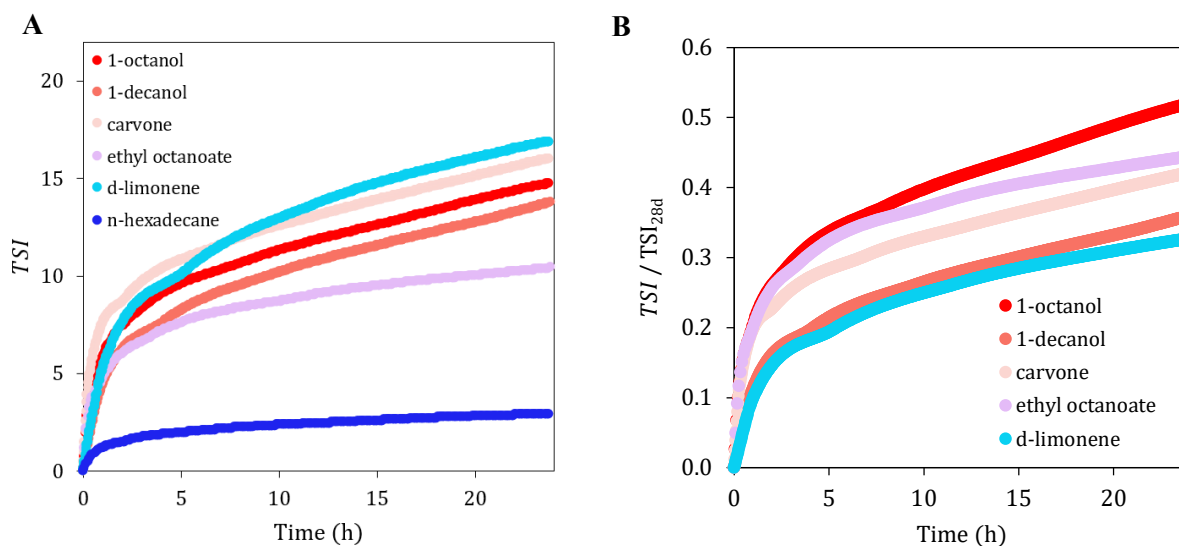 A
TSI
20
15
10
5
0
1-octanol
1-decanol
carvone
ethyl octanoate
d-limonene
n-hexadecane
0 5 10 15 20
Time (h)
B
TSI / TSI28d
0.6
0.5
0.4
0.3
0.2
0.1
0.0
1-octanol
1-decanol
carvone
ethyl octanoate
d-limonene
0 5 10 15 20
Time (h)